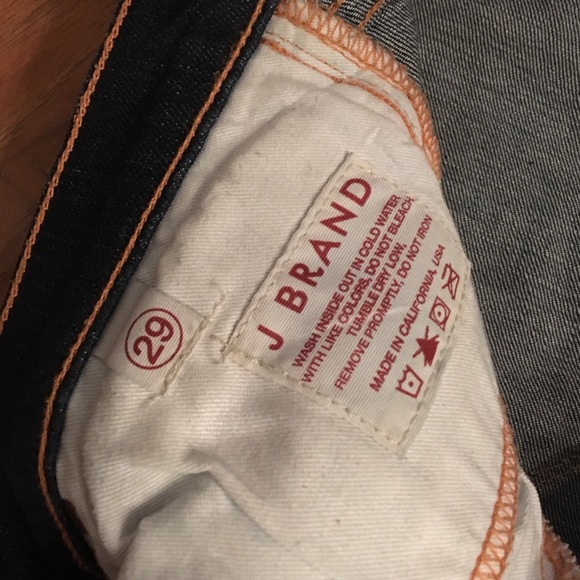 J BRAND
WASH INSIDE OUT IN COLD WATER
WITH LIKE COLORS, DO NOT BLEACH,
TUMBLE DRY LOW,
REMOVE PROMPTLY, DO NOT IRON
MADE IN CALIFORNIA, USA
29